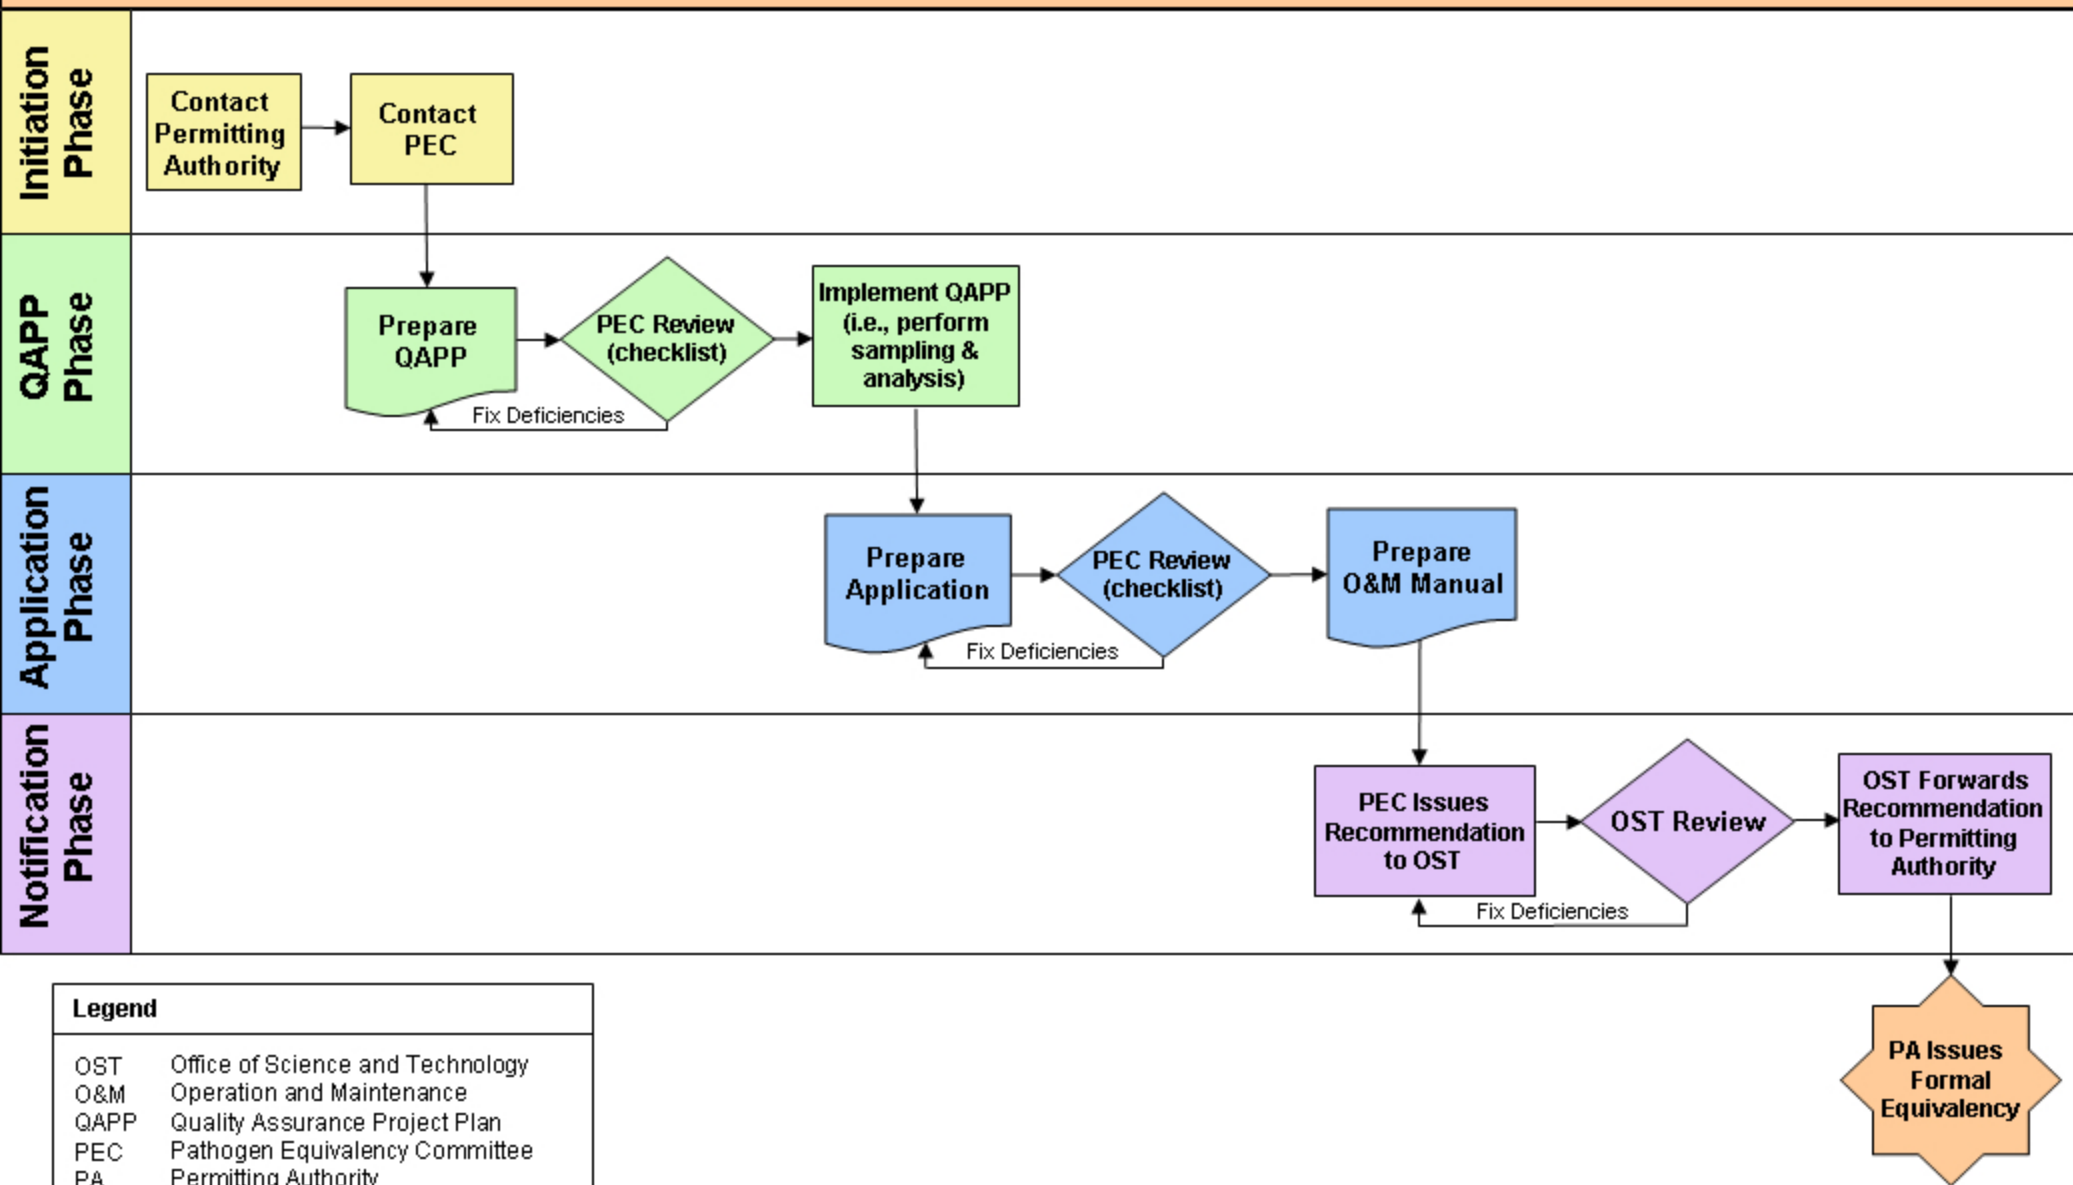 Initiation
Phase
Contact
Permitting
Authority
Contact
PEC
QAPP
Phase
Prepare
QAPP
PEC Review
(checklist)
Fix Deficiencies
Implement QAPP
(i.e., perform
sampling &
analysis)
Application
Phase
Prepare
Application
PEC Review
(checklist)
Fix Deficiencies
Prepare
O&M Manual
Notification
Phase
PEC Issues
Recommendation
to OST
OST Review
Fix Deficiencies
OST Forwards
Recommendation
to Permitting
Authority
PA Issues
Formal
Equivalency
Legend
OST Office of Science and Technology
O&M Operation and Maintenance
QAPP Quality Assurance Project Plan
PEC Pathogen Equivalency Committee
PA Permitting Authority